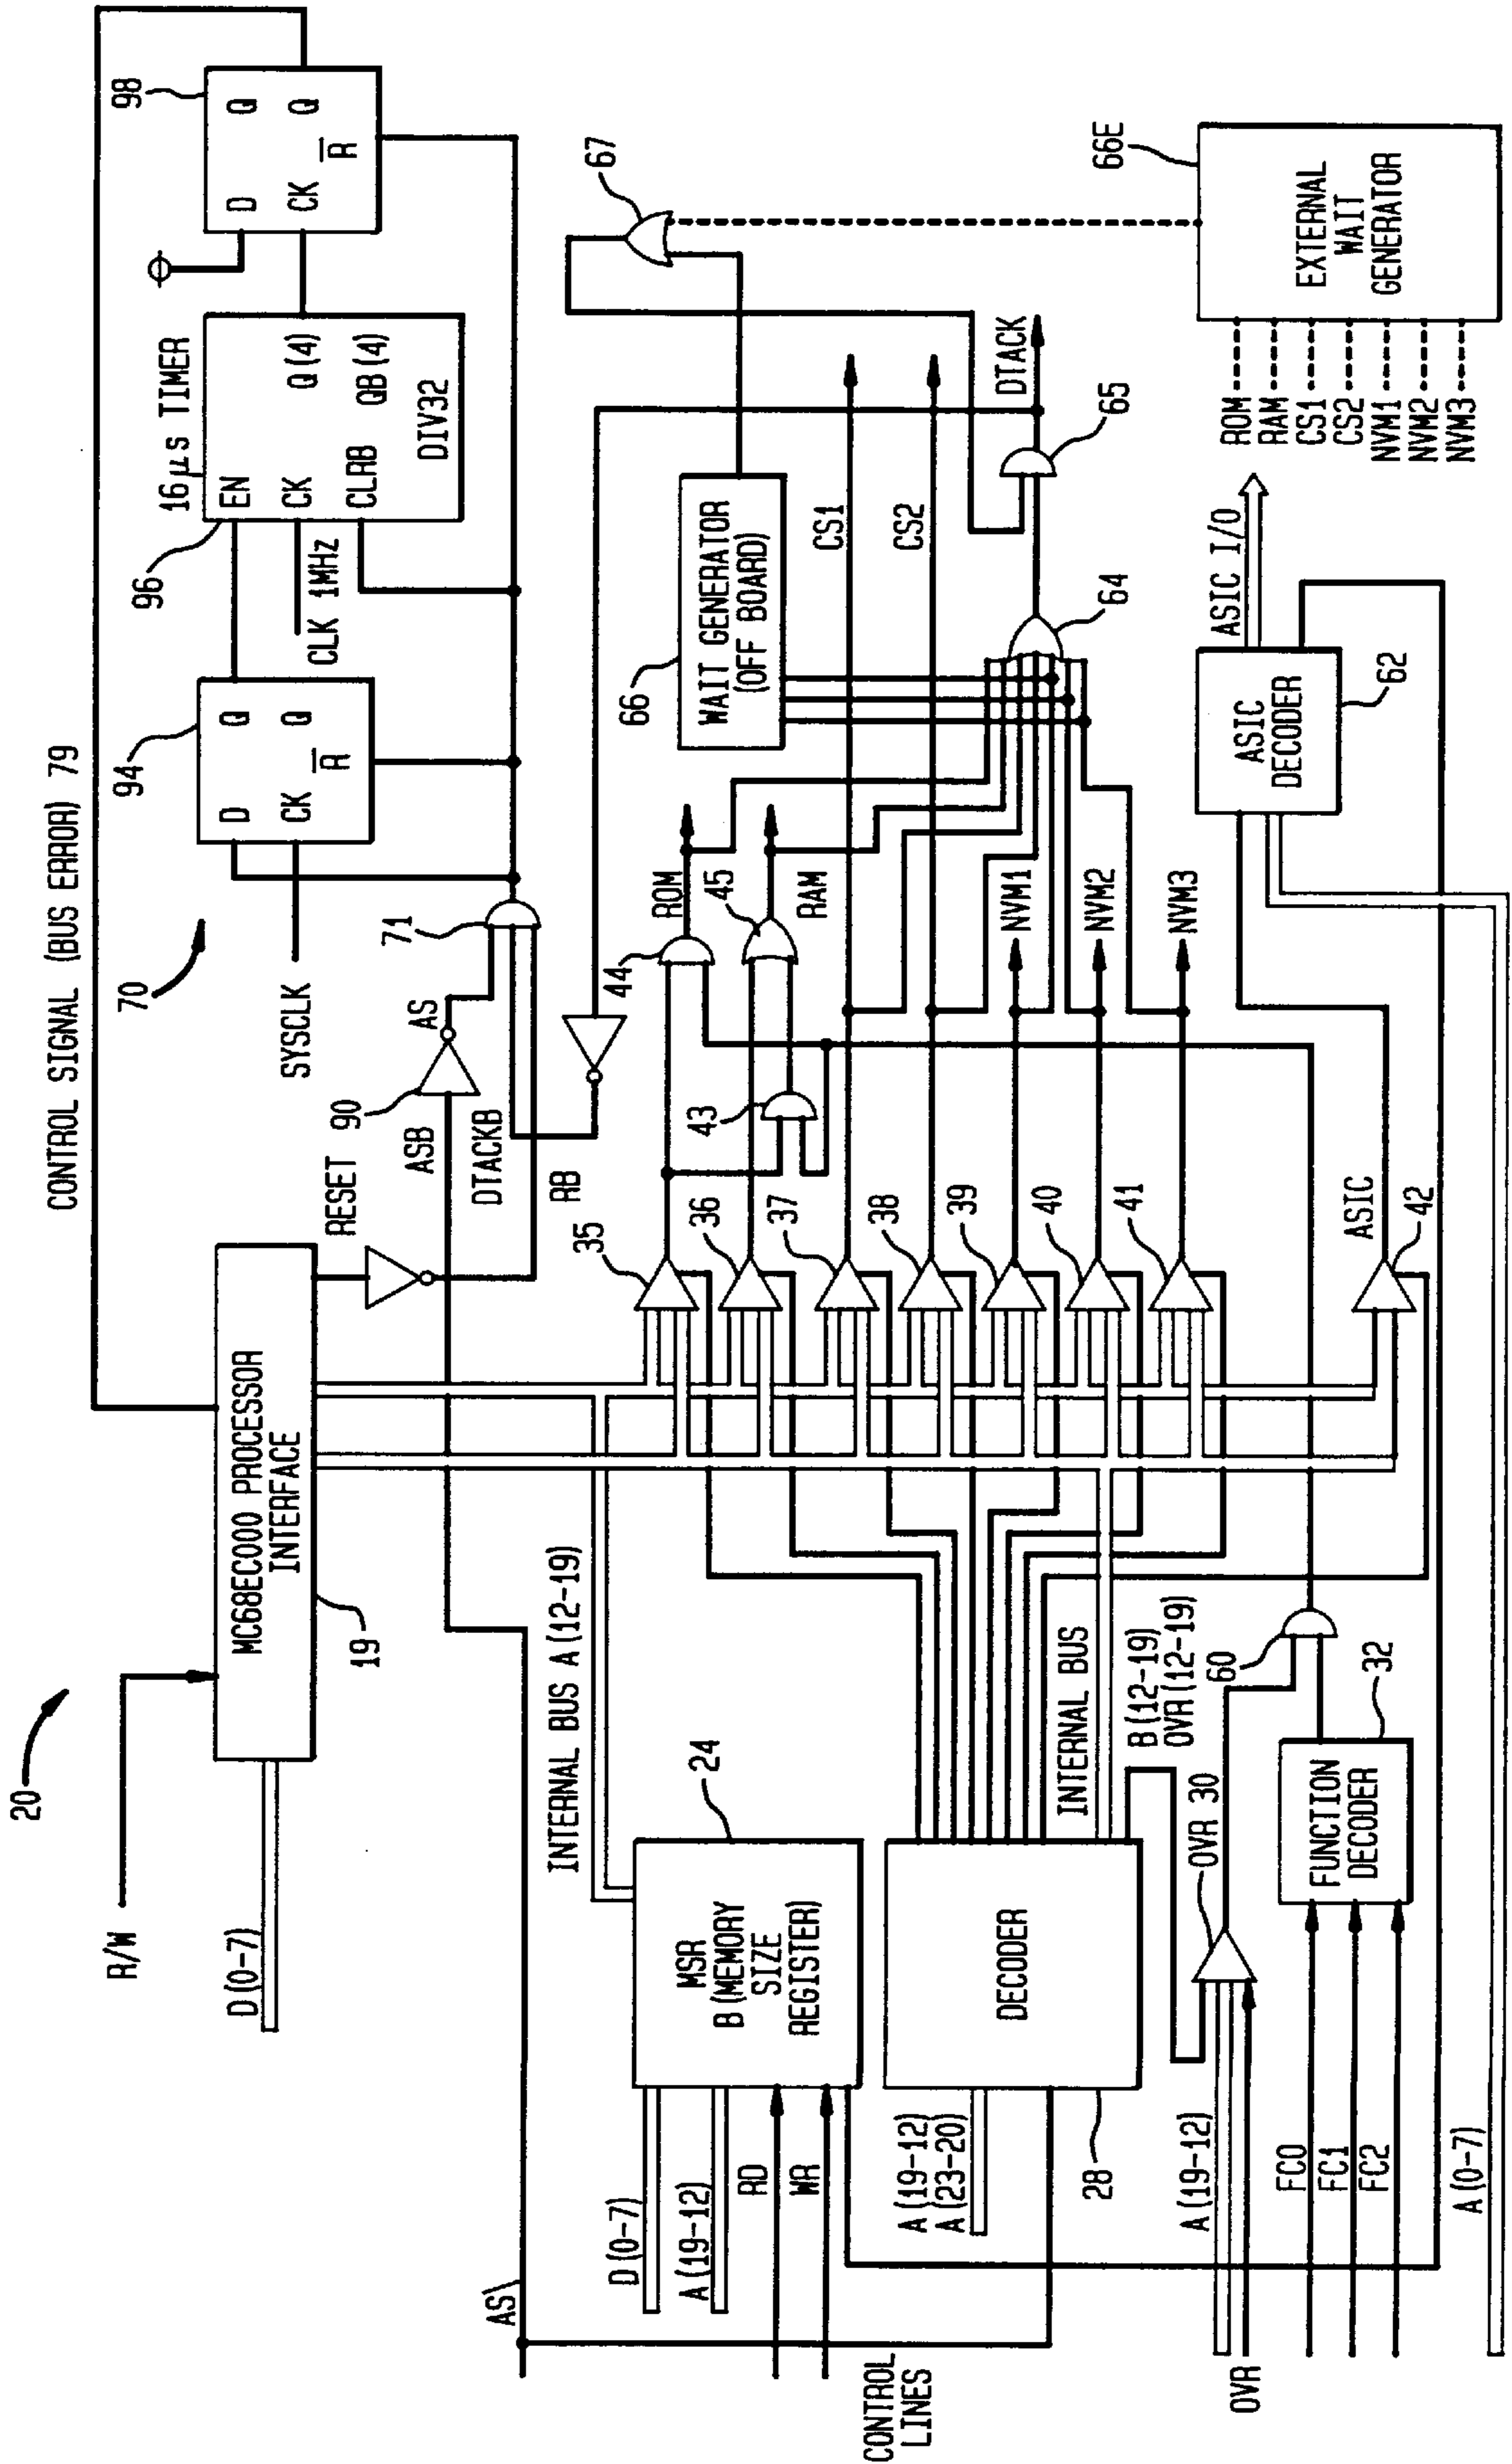 20
R/W
D(0-7)
MC68EC000 PROCESSOR
INTERFACE
19
CONTROL SIGNAL (BUS ERROR) 79
RESET
70
SYSCLK
94
D
Q
CK
Q
R
96
16µs TIMER
EN
Q(4)
CK
QB(4)
CLRB
DIV32
CLK 1MHz
98
D
Q
CK
Q
R
AS\
ASB
90
AS
71
DTACKB
RB
INTERNAL BUS A(12-19)
D(0-7)
A(19-12)
RD
WR
CONTROL
LINES
MSR
B(MEMORY
SIZE
REGISTER)
24
A(19-12)
A(23-20)
DECODER
28
INTERNAL BUS
B(12-19)
OVR(12-19)
35
36
37
38
39
40
41
42
43
44
45
ROM
RAM
CS1
CS2
NVM1
NVM2
NVM3
ASIC
66
WAIT GENERATOR
(OFF BOARD)
67
64
65
DTACK
A(19-12)
OVR
OVR 30
60
FC0
FC1
FC2
FUNCTION
DECODER
32
A(0-7)
ASIC
DECODER
62
ASIC I/O
66E
EXTERNAL
WAIT
GENERATOR
ROM
RAM
CS1
CS2
NVM1
NVM2
NVM3